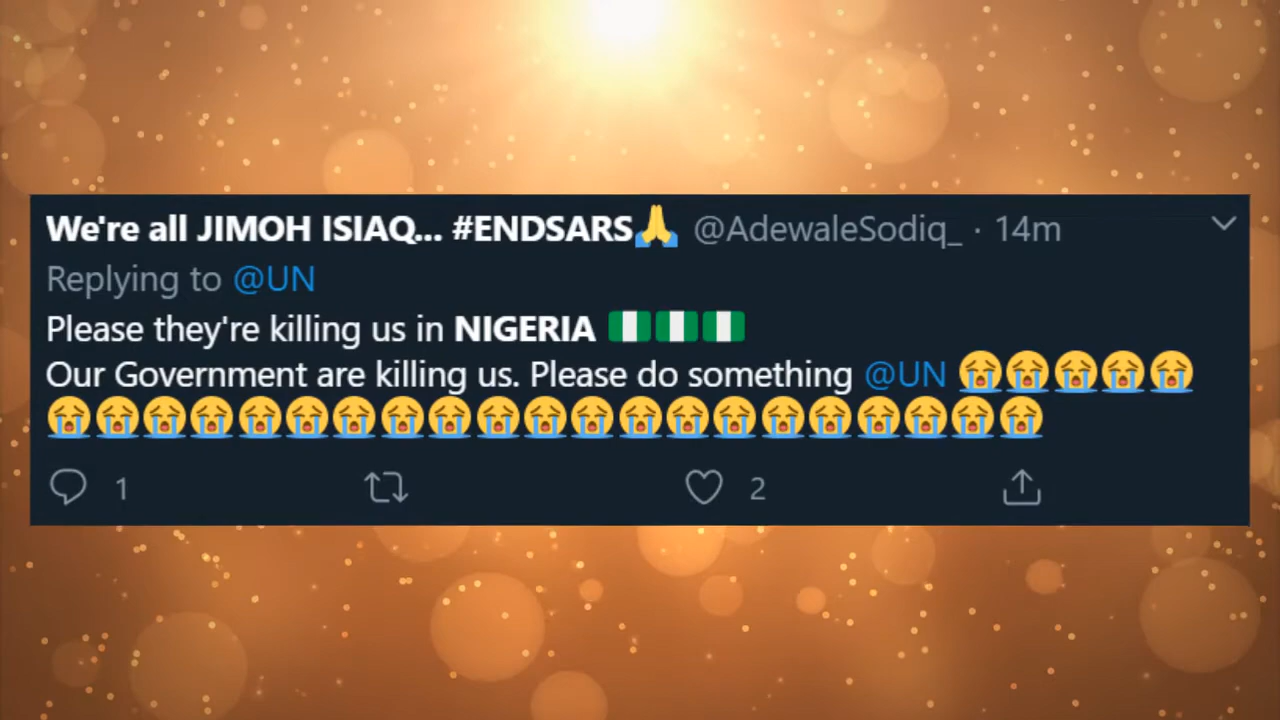 We're all JIMOH ISIAQ... #ENDSARS🙏 @AdewaleSodiq_ · 14m
Replying to @UN
Please they're killing us in NIGERIA 🇳🇬🇳🇬🇳🇬
Our Government are killing us. Please do something @UN 😭😭😭😭😭
😭😭😭😭😭😭😭😭😭😭😭😭😭😭😭😭😭😭😭😭😭
1 2